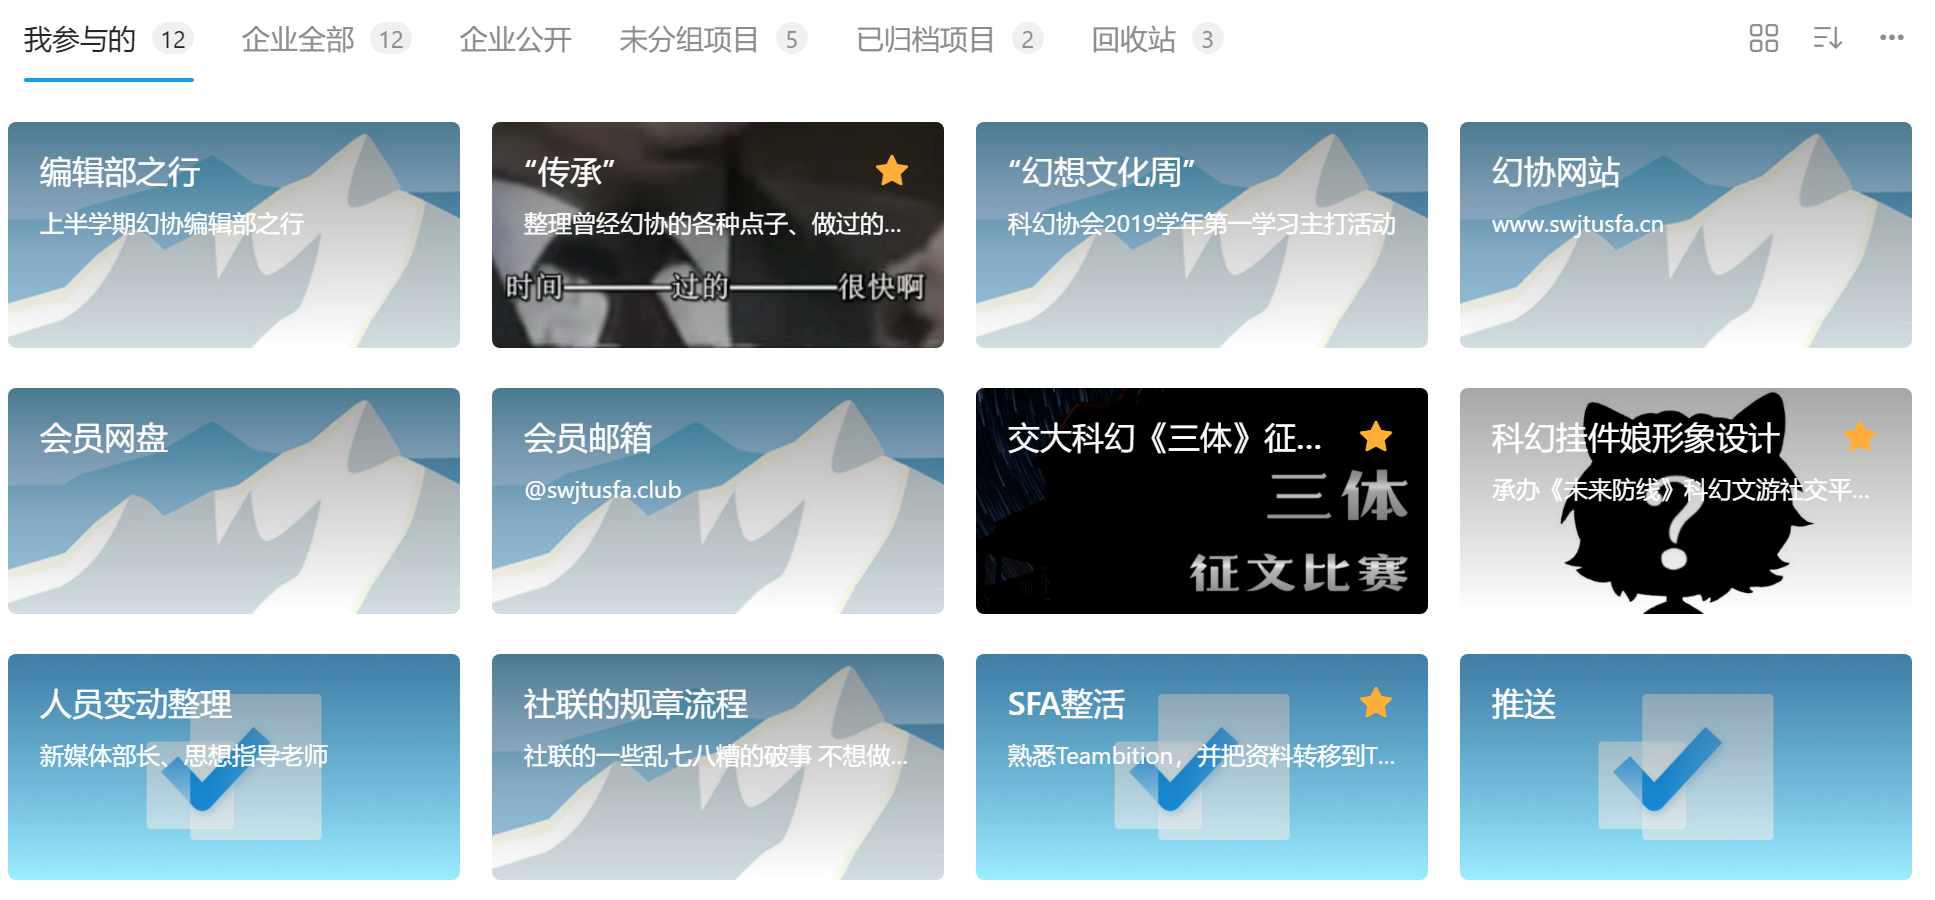 我参与的 12 企业全部 12 企业公开 未分组项目 5 已归档项目 2 回收站 3
编辑部之行
上半学期幻协编辑部之行
“传承”
整理曾经幻协的各种点子、做过的...
时间————过的————很快啊
“幻想文化周”
科幻协会2019学年第一学习主打活动
幻协网站
www.swjtusfa.cn
会员网盘
会员邮箱
@swjtusfa.club
交大科幻《三体》征...
三体
征文比赛
科幻挂件娘形象设计
承办《未来防线》科幻文游社交平...
?
人员变动整理
新媒体部长、思想指导老师
社联的规章流程
社联的一些乱七八糟的破事 不想做...
SFA整活
熟悉Teambition，并把资料转移到T...
推送